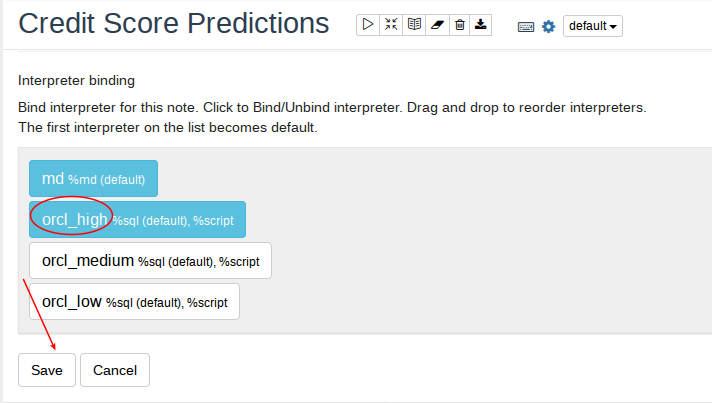 Credit Score Predictions default
Interpreter binding
Bind interpreter for this note. Click to Bind/Unbind interpreter. Drag and drop to reorder interpreters.
The first interpreter on the list becomes default.
md %md (default)
orcl_high %sql (default), %script
orcl_medium %sql (default), %script
orcl_low %sql (default), %script
Save Cancel